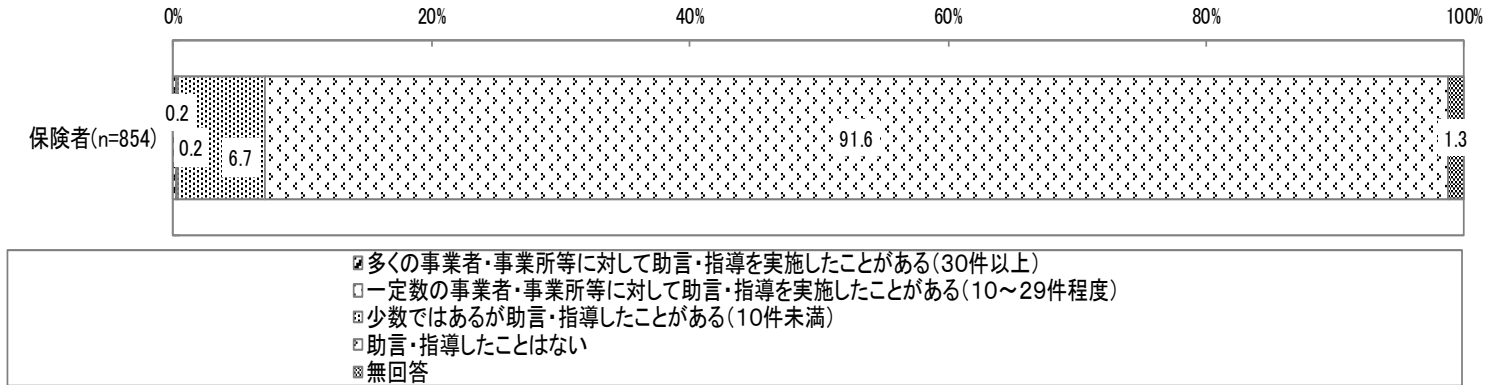 0% 20% 40% 60% 80% 100%
0.2
保険者(n=854) 91.6 1.3
0.2 6.7
多くの事業者・事業所等に対して助言・指導を実施したことがある(30件以上)
一定数の事業者・事業所等に対して助言・指導を実施したことがある(10～29件程度)
少数ではあるが助言・指導したことがある(10件未満)
助言・指導したことはない
無回答